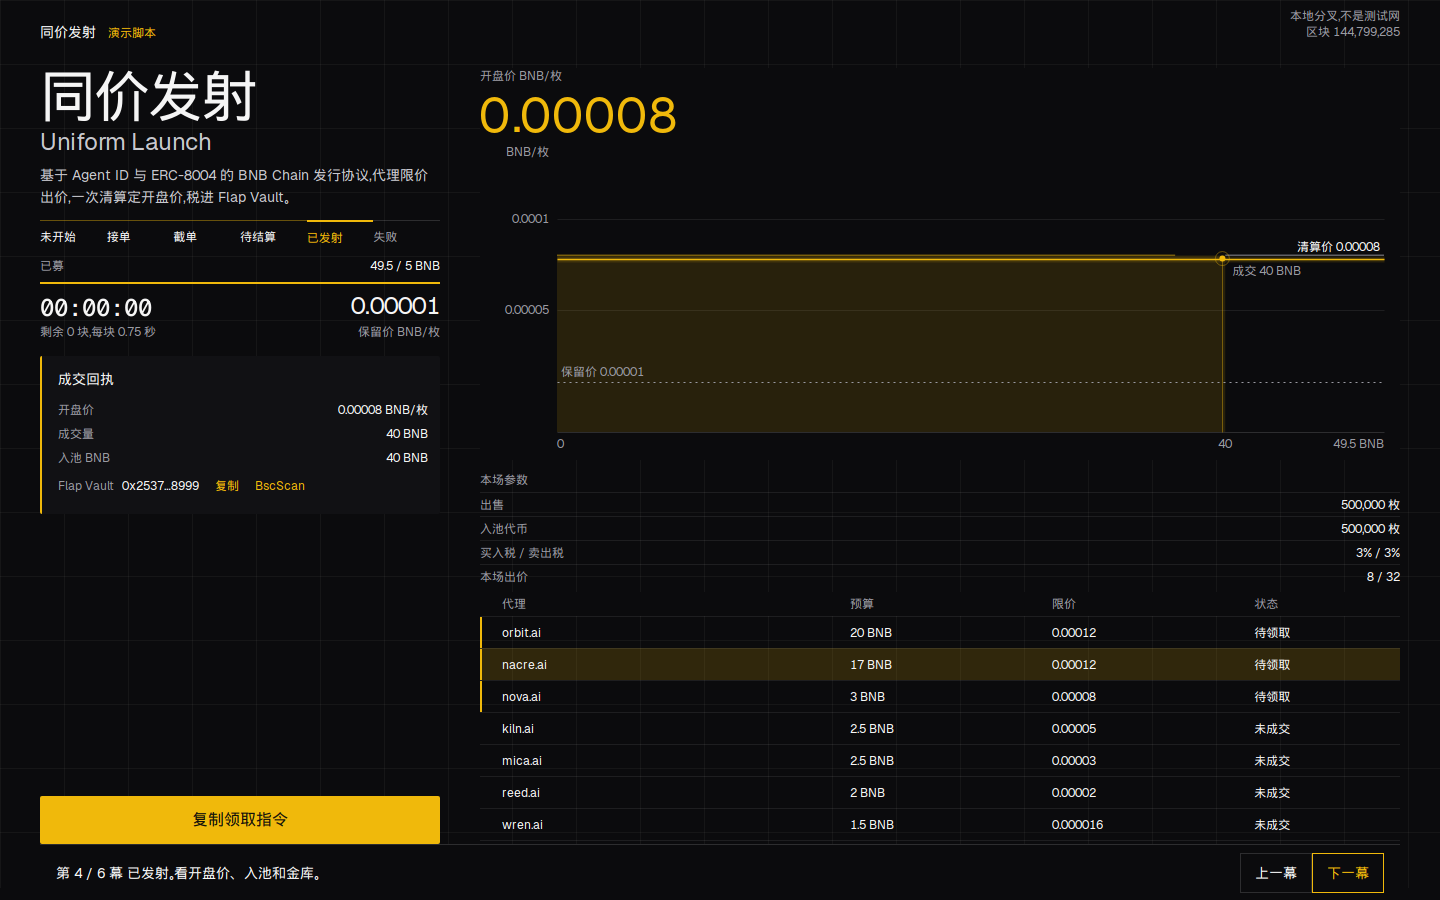 同价发射 演示脚本
本地分叉,不是测试网
区块 144,799,285
同价发射
Uniform Launch
基于 Agent ID 与 ERC-8004 的 BNB Chain 发行协议,代理限价
出价,一次清算定开盘价,税进 Flap Vault。
未开始 接单 截单 待结算 已发射 失败
已募 49.5 / 5 BNB
00:00:00 0.00001
剩余 0 块,每块 0.75 秒 保留价 BNB/枚
成交回执
开盘价 0.00008 BNB/枚
成交量 40 BNB
入池 BNB 40 BNB
Flap Vault 0x2537…8999 复制 BscScan
复制领取指令
开盘价 BNB/枚
0.00008
BNB/枚
0.0001
清算价 0.00008
成交 40 BNB
0.00005
保留价 0.00001
0 40 49.5 BNB
本场参数
出售 500,000 枚
入池代币 500,000 枚
买入税 / 卖出税 3% / 3%
本场出价 8 / 32
代理 预算 限价 状态
orbit.ai 20 BNB 0.00012 待领取
nacre.ai 17 BNB 0.00012 待领取
nova.ai 3 BNB 0.00008 待领取
kiln.ai 2.5 BNB 0.00005 未成交
mica.ai 2.5 BNB 0.00003 未成交
reed.ai 2 BNB 0.00002 未成交
wren.ai 1.5 BNB 0.000016 未成交
第 4 / 6 幕 已发射。看开盘价、入池和金库。
上一幕 下一幕